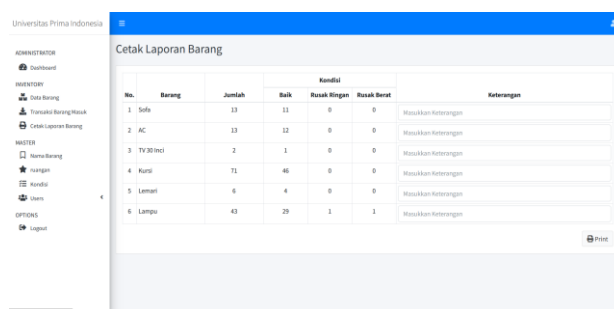 Universitas Prima Indonesia
ADMINISTRATOR
Dashboard
INVENTORY
Data Barang
Transaksi Barang Masuk
Cetak Laporan Barang
MASTER
Nama Barang
ruangan
Kondisi
Users
OPTIONS
Logout
Cetak Laporan Barang
Kondisi
No. Barang Jumlah Baik Rusak Ringan Rusak Berat Keterangan
1 Sofa 13 11 0 0 Masukkan Keterangan
2 AC 13 12 0 0 Masukkan Keterangan
3 TV 30 Inci 2 1 0 0 Masukkan Keterangan
4 Kursi 71 46 0 0 Masukkan Keterangan
5 Lemari 6 4 0 0 Masukkan Keterangan
6 Lampu 43 29 1 1 Masukkan Keterangan
Print